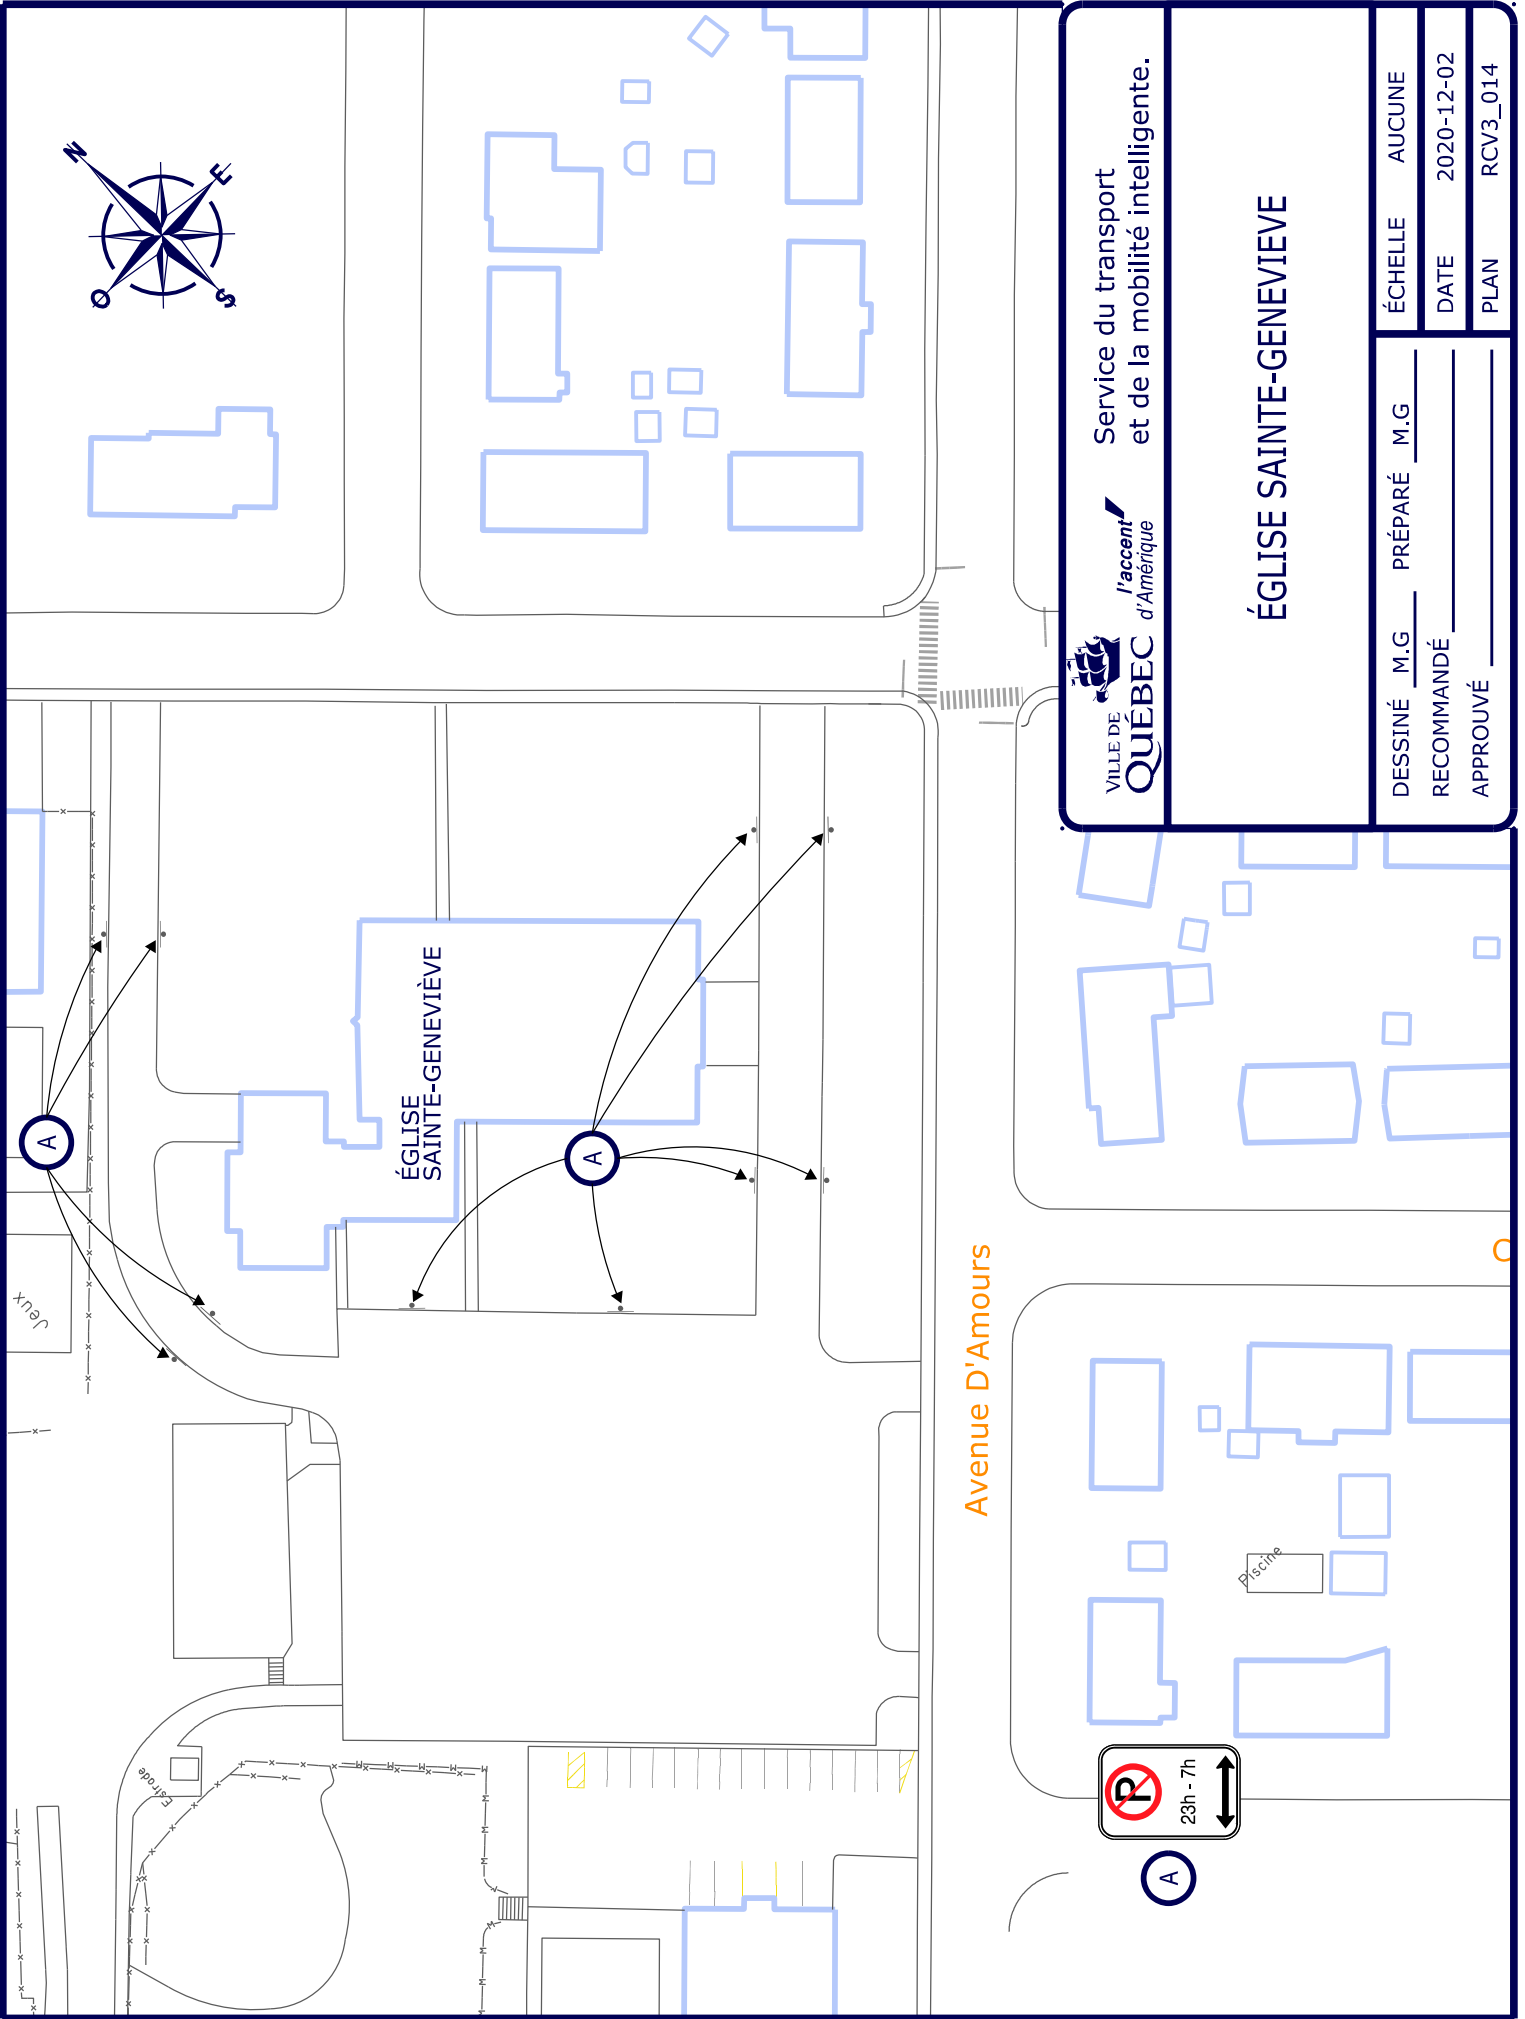 N
E
S
O
Service du transport
et de la mobilité intelligente.
VILLE DE
QUÉBEC
l'accent
d'Amérique
ÉGLISE SAINTE-GENEVIEVE
DESSINÉ M.G PRÉPARÉ M.G
RECOMMANDÉ
APPROUVÉ
ÉCHELLE AUCUNE
DATE 2020-12-02
PLAN RCV3_014
ÉGLISE
SAINTE-GENEVIÈVE
A
A
Jeux
Avenue D'Amours
Piscine
Estrade
P
23h - 7h
A